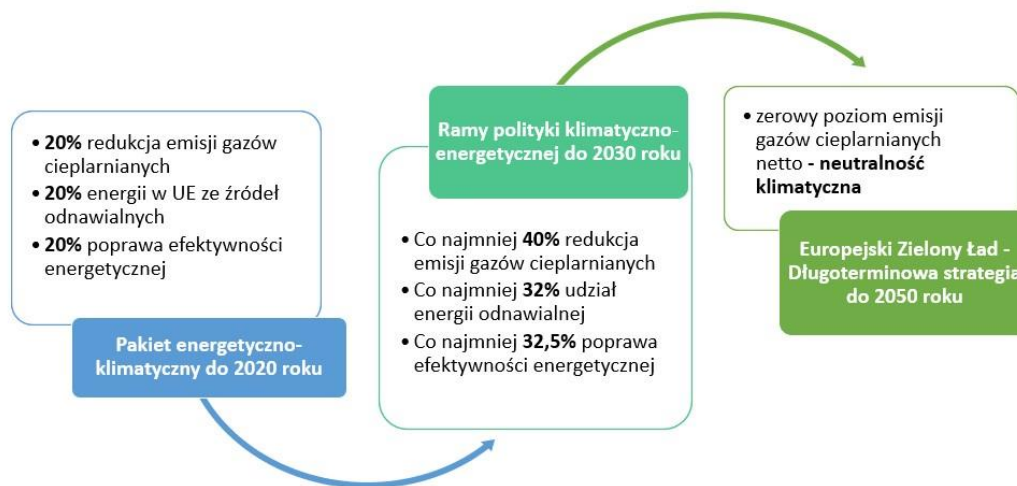 • 20% redukcja emisji gazów
cieplarnianych
• 20% energii w UE ze źródeł
odnawialnych
• 20% poprawa efektywności
energetycznej
Pakiet energetyczno-
klimatyczny do 2020 roku
Ramy polityki klimatyczno-
energetycznej do 2030 roku
• Co najmniej 40% redukcja
emisji gazów cieplarnianych
• Co najmniej 32% udział
energii odnawialnej
• Co najmniej 32,5% poprawa
efektywności energetycznej
• zerowy poziom emisji
gazów cieplarnianych
netto - neutralność
klimatyczna
Europejski Zielony Ład -
Długoterminowa strategia
do 2050 roku